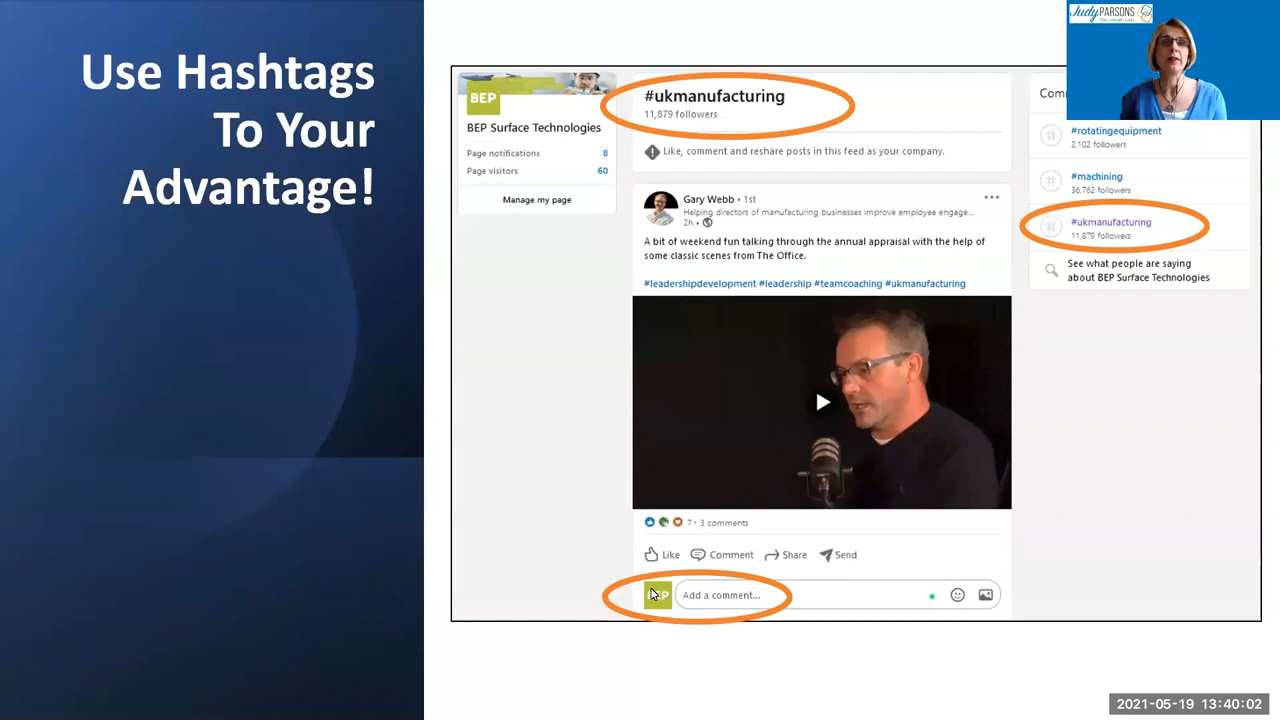 Use Hashtags
To Your
Advantage!
BEP
BEP Surface Technologies
Page notifications 8
Page visitors 60
Manage my page
#ukmanufacturing
11,879 followers
Like, comment and reshare posts in this feed as your company.
Gary Webb • 1st
Helping directors of manufacturing businesses improve employee engage...
2h •
A bit of weekend fun talking through the annual appraisal with the help of
some classic scenes from The Office.
#leadershipdevelopment #leadership #teamcoaching #ukmanufacturing
7 • 3 comments
Like Comment Share Send
BEP Add a comment...
Judy PARSONS
The LinkedIn Lady
Com
#rotatingequipment
2,102 followers
#machining
36,762 followers
#ukmanufacturing
11,879 followers
See what people are saying
about BEP Surface Technologies
2021-05-19 13:40:02